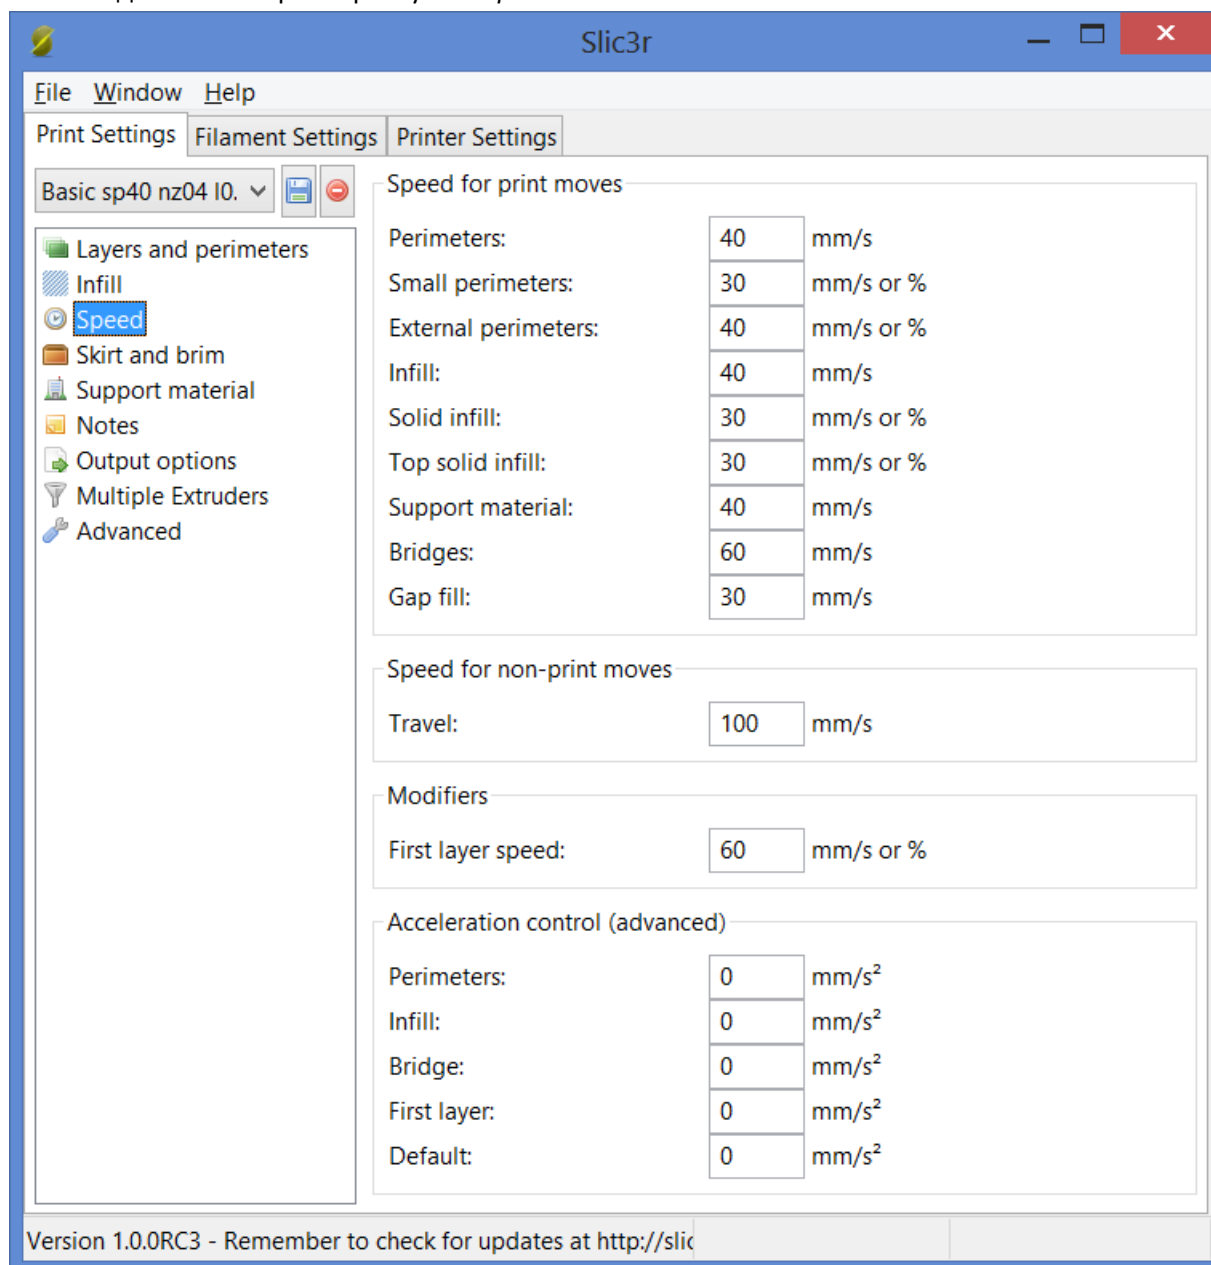 Slic3r
File Window Help
Print Settings Filament Settings Printer Settings
Basic sp40 nz04 l0.
Layers and perimeters
Infill
Speed
Skirt and brim
Support material
Notes
Output options
Multiple Extruders
Advanced
Speed for print moves
Perimeters: 40 mm/s
Small perimeters: 30 mm/s or %
External perimeters: 40 mm/s or %
Infill: 40 mm/s
Solid infill: 30 mm/s or %
Top solid infill: 30 mm/s or %
Support material: 40 mm/s
Bridges: 60 mm/s
Gap fill: 30 mm/s
Speed for non-print moves
Travel: 100 mm/s
Modifiers
First layer speed: 60 mm/s or %
Acceleration control (advanced)
Perimeters: 0 mm/s²
Infill: 0 mm/s²
Bridge: 0 mm/s²
First layer: 0 mm/s²
Default: 0 mm/s²
Version 1.0.0RC3 - Remember to check for updates at http://slic